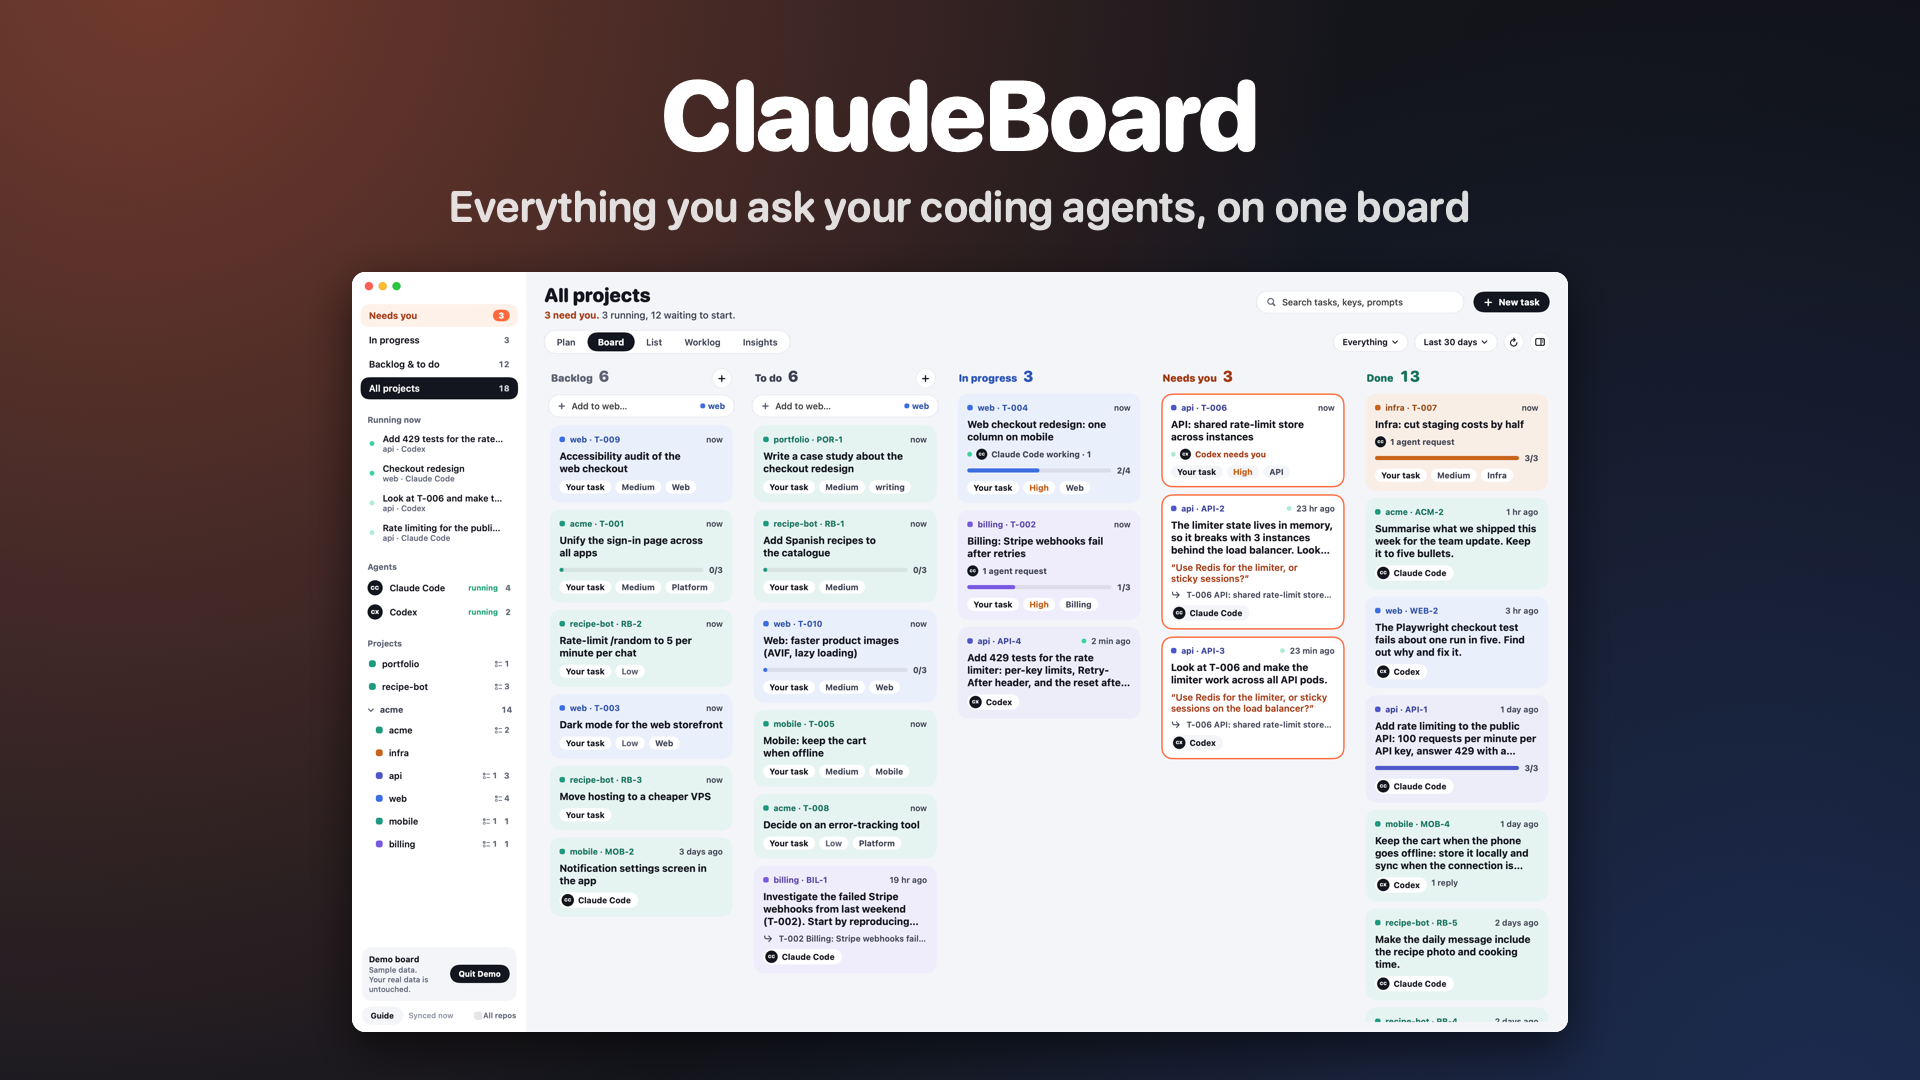 ClaudeBoard
Everything you ask your coding agents, on one board
Needs you 3
In progress 3
Backlog & to do 12
All projects 18
Running now
Add 429 tests for the rate...
api · Codex
Checkout redesign
web · Claude Code
Look at T-006 and make t...
api · Codex
Rate limiting for the publi...
api · Claude Code
Agents
CC Claude Code running 4
CX Codex running 2
Projects
portfolio 1
recipe-bot 3
acme 14
acme 2
infra
api 1 3
web 4
mobile 1 1
billing 1 1
Demo board
Sample data.
Your real data is
untouched.
Quit Demo
Guide Synced now All repos
All projects
3 need you. 3 running, 12 waiting to start.
Search tasks, keys, prompts
+ New task
Plan Board List Worklog Insights
Everything Last 30 days
Backlog 6 +
+ Add to web... web
web · T-009 now
Accessibility audit of the
web checkout
Your task Medium Web
acme · T-001 now
Unify the sign-in page across
all apps
0/3
Your task Medium Platform
recipe-bot · RB-2 now
Rate-limit /random to 5 per
minute per chat
Your task Low
web · T-003 now
Dark mode for the web storefront
Your task Low Web
recipe-bot · RB-3 now
Move hosting to a cheaper VPS
Your task
mobile · MOB-2 3 days ago
Notification settings screen in
the app
CC Claude Code
To do 6 +
+ Add to web... web
portfolio · POR-1 now
Write a case study about the
checkout redesign
Your task Medium writing
recipe-bot · RB-1 now
Add Spanish recipes to
the catalogue
0/3
Your task Medium
web · T-010 now
Web: faster product images
(AVIF, lazy loading)
0/3
Your task Medium Web
mobile · T-005 now
Mobile: keep the cart
when offline
Your task Medium Mobile
acme · T-008 now
Decide on an error-tracking tool
Your task Low Platform
billing · BIL-1 19 hr ago
Investigate the failed Stripe
webhooks from last weekend
(T-002). Start by reproducing...
T-002 Billing: Stripe webhooks fail...
CC Claude Code
In progress 3
web · T-004 now
Web checkout redesign: one
column on mobile
CC Claude Code working · 1
2/4
Your task High Web
billing · T-002 now
Billing: Stripe webhooks fail
after retries
CC 1 agent request
1/3
Your task High Billing
api · API-4 2 min ago
Add 429 tests for the rate
limiter: per-key limits, Retry-
After header, and the reset afte...
CX Codex
Needs you 3
api · T-006 now
API: shared rate-limit store
across instances
CX Codex needs you
Your task High API
api · API-2 23 hr ago
The limiter state lives in memory,
so it breaks with 3 instances
behind the load balancer. Look...
“Use Redis for the limiter, or
sticky sessions?”
T-006 API: shared rate-limit store...
CC Claude Code
api · API-3 23 min ago
Look at T-006 and make the
limiter work across all API pods.
“Use Redis for the limiter, or sticky
sessions on the load balancer?”
T-006 API: shared rate-limit store...
CX Codex
Done 13
infra · T-007 now
Infra: cut staging costs by half
CC 1 agent request
3/3
Your task Medium Infra
acme · ACM-2 1 hr ago
Summarise what we shipped this
week for the team update. Keep
it to five bullets.
CC Claude Code
web · WEB-2 3 hr ago
The Playwright checkout test
fails about one run in five. Find
out why and fix it.
CX Codex
api · API-1 1 day ago
Add rate limiting to the public
API: 100 requests per minute per
API key, answer 429 with a...
3/3
CC Claude Code
mobile · MOB-4 1 day ago
Keep the cart when the phone
goes offline: store it locally and
sync when the connection is...
CX Codex 1 reply
recipe-bot · RB-5 2 days ago
Make the daily message include
the recipe photo and cooking
time.
CC Claude Code
recipe-bot · RB-4 2 days ago